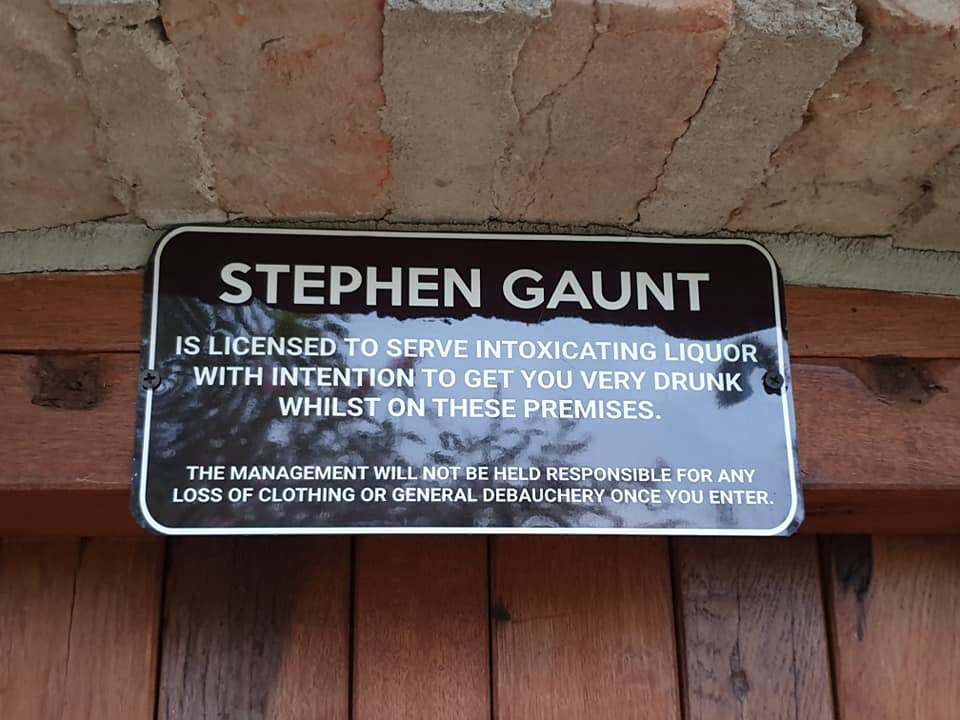 STEPHEN GAUNT
IS LICENSED TO SERVE INTOXICATING LIQUOR
WITH INTENTION TO GET YOU VERY DRUNK
WHILST ON THESE PREMISES.
THE MANAGEMENT WILL NOT BE HELD RESPONSIBLE FOR ANY
LOSS OF CLOTHING OR GENERAL DEBAUCHERY ONCE YOU ENTER.